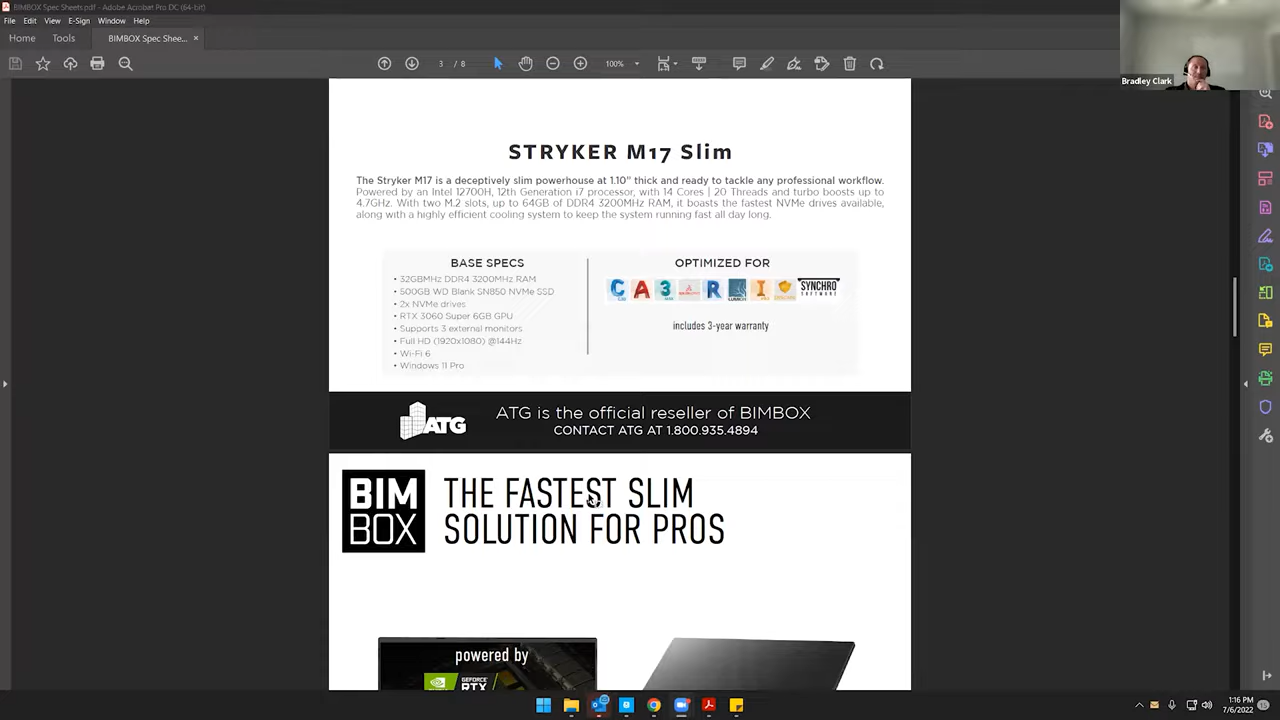 BIMBOX Spec Sheets.pdf - Adobe Acrobat Pro DC (64-bit)
File Edit View E-Sign Window Help
Home Tools BIMBOX Spec Shee... ×
3 / 8 100%
Bradley Clark
STRYKER M17 Slim
The Stryker M17 is a deceptively slim powerhouse at 1.10" thick and ready to tackle any professional workflow.
Powered by an Intel 12700H, 12th Generation i7 processor, with 14 Cores | 20 Threads and turbo boosts up to
4.7GHz. With two M.2 slots, up to 64GB of DDR4 3200MHz RAM, it boasts the fastest NVMe drives available,
along with a highly efficient cooling system to keep the system running fast all day long.
BASE SPECS
• 32GBMHz DDR4 3200MHz RAM
• 500GB WD Blank SN850 NVMe SSD
• 2x NVMe drives
• RTX 3060 Super 6GB GPU
• Supports 3 external monitors
• Full HD (1920x1080) @144Hz
• Wi-Fi 6
• Windows 11 Pro
OPTIMIZED FOR
C A 3 R I SYNCHRO
SOFTWARE
includes 3-year warranty
ATG
ATG is the official reseller of BIMBOX
CONTACT ATG AT 1.800.935.4894
BIM
BOX
THE FASTEST SLIM
SOLUTION FOR PROS
powered by
GEFORCE
RTX
1:16 PM
7/6/2022